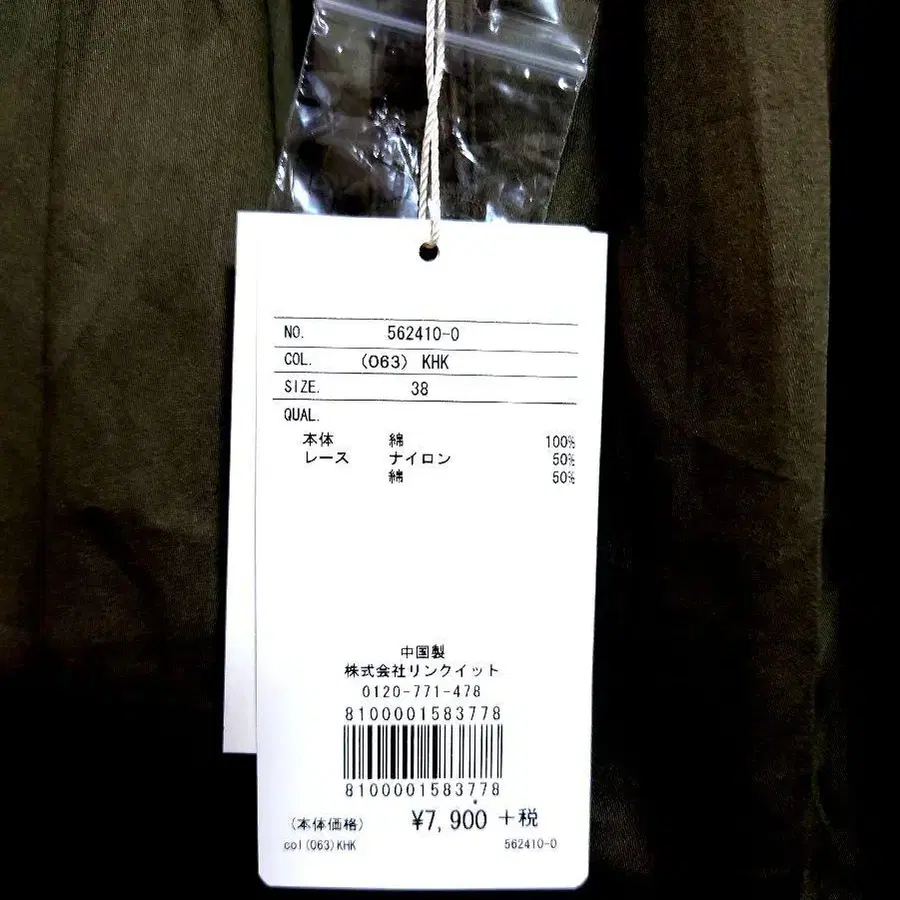 NO. 562410-0
COL. (063) KHK
SIZE. 38
QUAL.
本体 綿 100%
レース ナイロン 50%
綿 50%
中国製
株式会社リンクイット
0120-771-478
8100001583778
8100001583778
(本体価格) ¥7,900 +税
col(063)KHK 562410-0